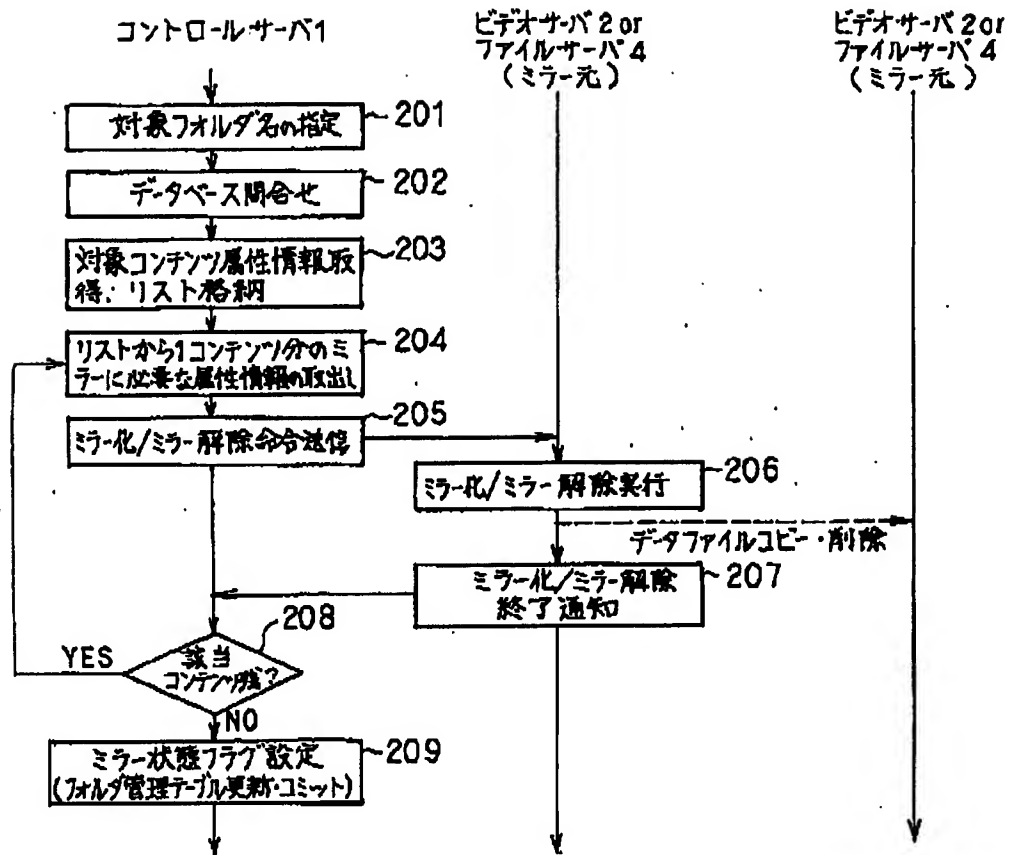 コントロールサーバ1
ビデオサーバ2or
ファイルサーバ4
(ミラー元)
ビデオサーバ2or
ファイルサーバ4
(ミラー元)
対象フォルダ名の指定
201
データベース問合せ
202
対象コンテンツ属性情報取
得・リスト格納
203
リストから1コンテンツ分のミ
ラーに必要な属性情報の取出し
204
ミラー化/ミラー解除命令送信
205
ミラー化/ミラー解除実行
206
データファイルコピー・削除
ミラー化/ミラー解除
終了通知
207
該当
コンテンツ残?
208
YES
NO
ミラー状態フラグ設定
(フォルダ管理テーブル更新・コミット)
209